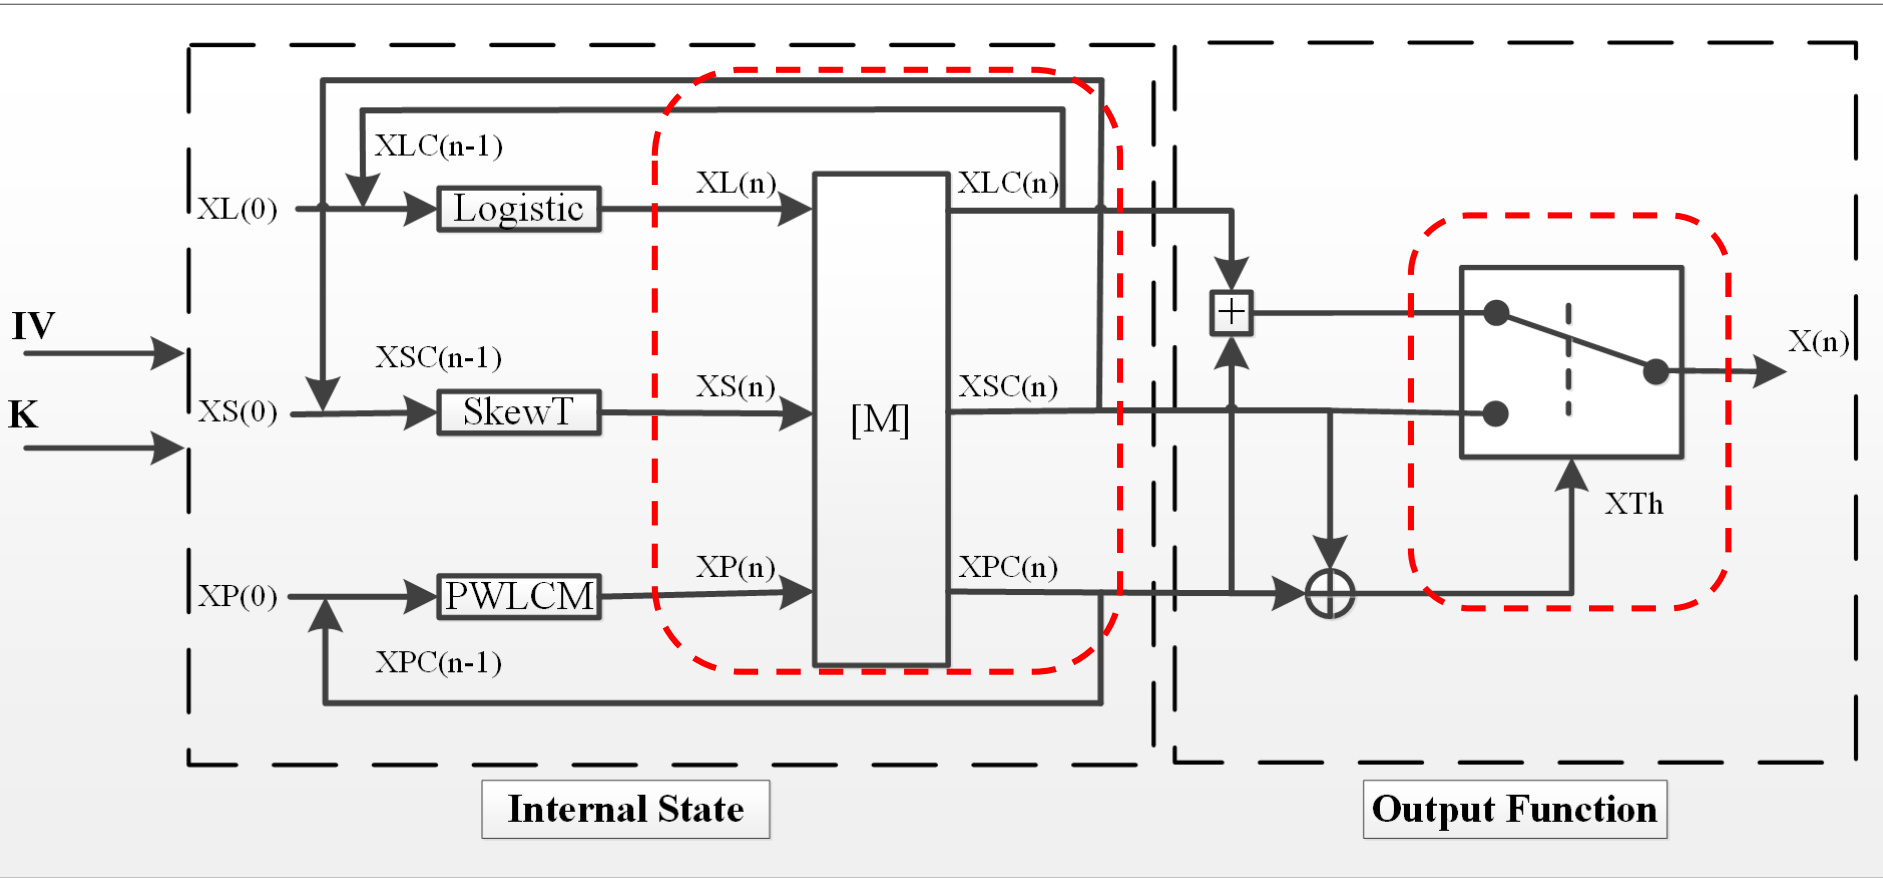 XLC(n-1)
XL(0)
Logistic
XL(n)
XLC(n)
IV
K
XSC(n-1)
XS(0)
SkewT
XS(n)
[M]
XSC(n)
+
X(n)
XTh
XP(0)
PWLCM
XP(n)
XPC(n)
XPC(n-1)
Internal State
Output Function